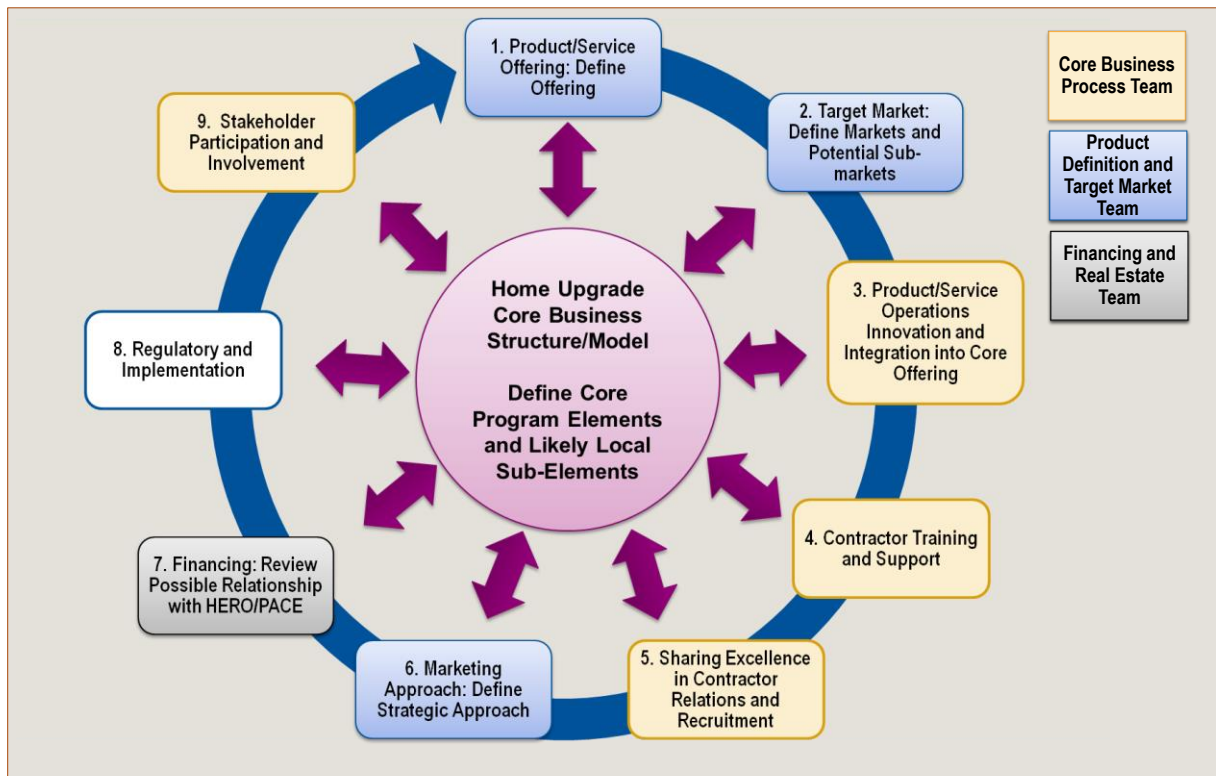 1. Product/Service
Offering: Define
Offering
2. Target Market:
Define Markets and
Potential Sub-
markets
3. Product/Service
Operations
Innovation and
Integration into Core
Offering
4. Contractor Training
and Support
5. Sharing Excellence
in Contractor
Relations and
Recruitment
6. Marketing
Approach: Define
Strategic Approach
7. Financing: Review
Possible Relationship
with HERO/PACE
8. Regulatory and
Implementation
9. Stakeholder
Participation and
Involvement
Home Upgrade
Core Business
Structure/Model
Define Core
Program Elements
and Likely Local
Sub-Elements
Core Business
Process Team
Product
Definition and
Target Market
Team
Financing and
Real Estate
Team